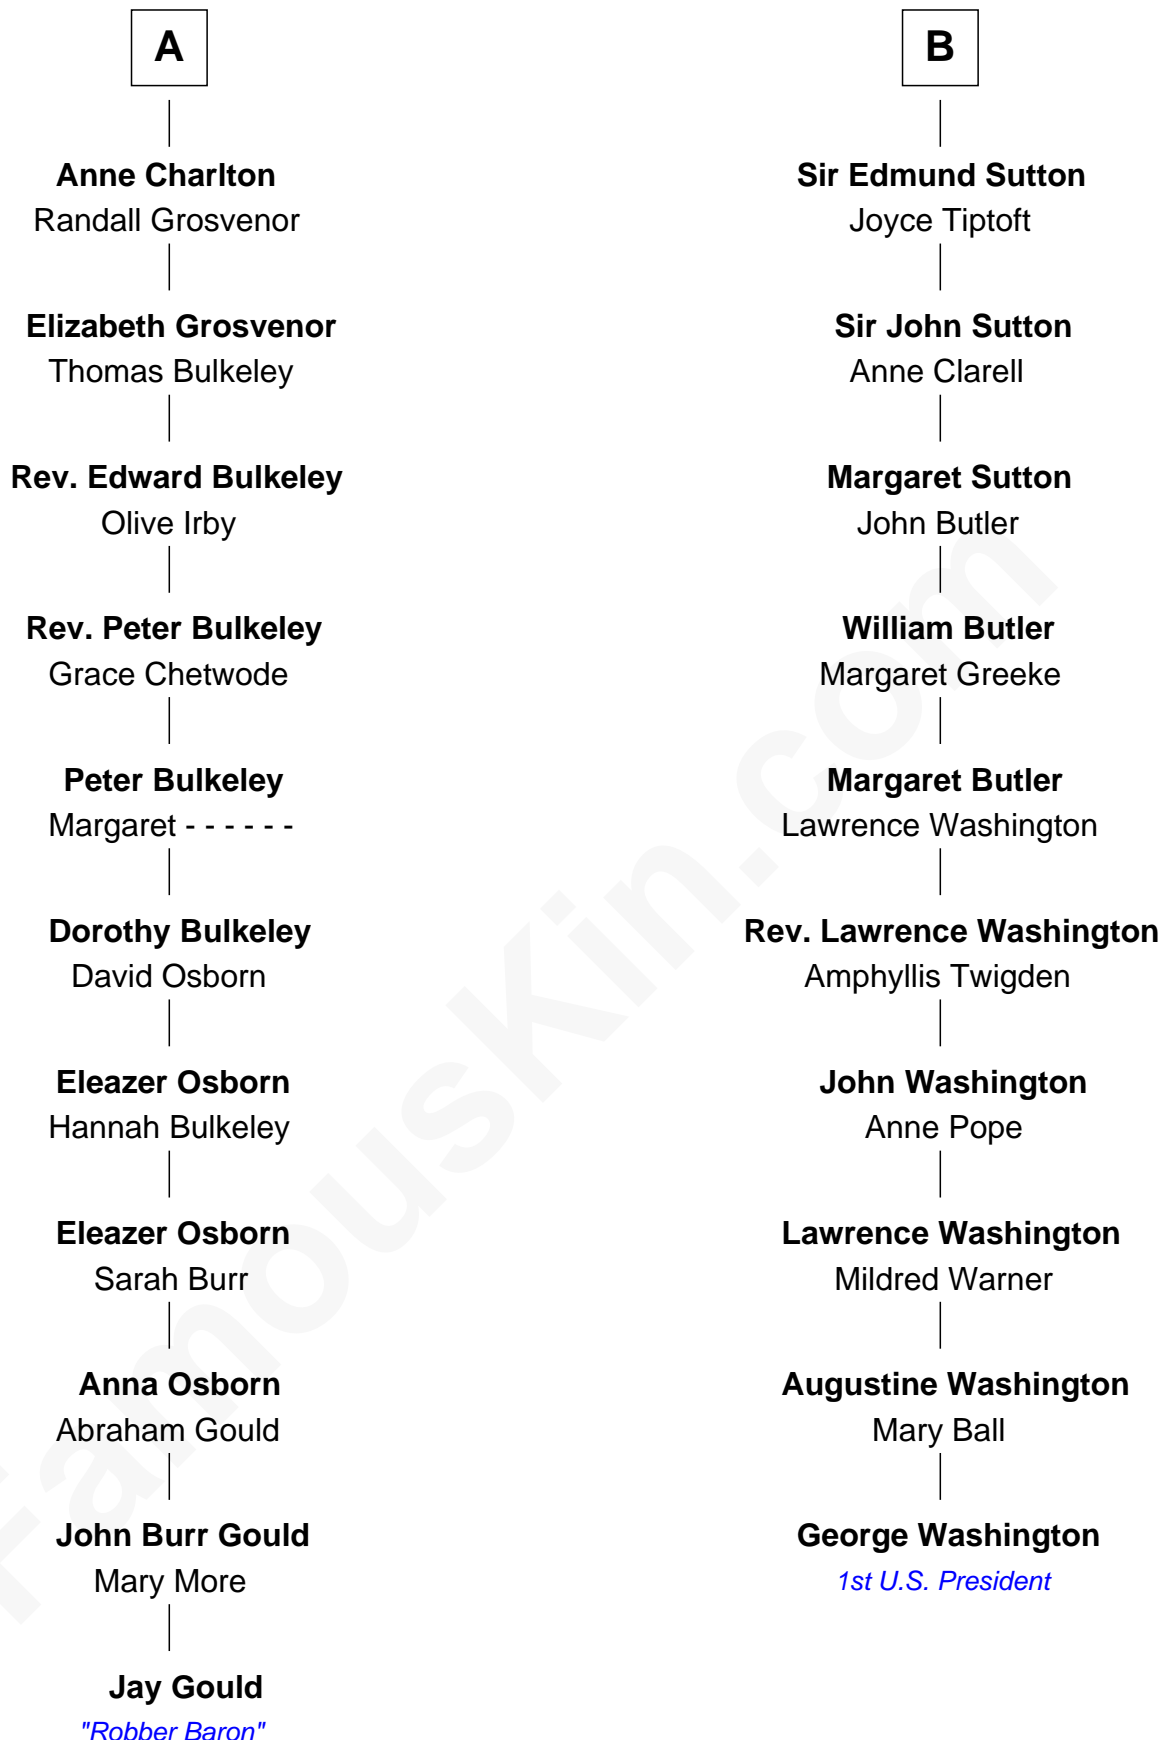 A
Anne Charlton
Randall Grosvenor
Elizabeth Grosvenor
Thomas Bulkeley
Rev. Edward Bulkeley
Olive Irby
Rev. Peter Bulkeley
Grace Chetwode
Peter Bulkeley
Margaret - - - - - -
Dorothy Bulkeley
David Osborn
Eleazer Osborn
Hannah Bulkeley
Eleazer Osborn
Sarah Burr
Anna Osborn
Abraham Gould
John Burr Gould
Mary More
Jay Gould
"Robber Baron"
B
Sir Edmund Sutton
Joyce Tiptoft
Sir John Sutton
Anne Clarell
Margaret Sutton
John Butler
William Butler
Margaret Greeke
Margaret Butler
Lawrence Washington
Rev. Lawrence Washington
Amphyllis Twigden
John Washington
Anne Pope
Lawrence Washington
Mildred Warner
Augustine Washington
Mary Ball
George Washington
1st U.S. President
FamousKin.com